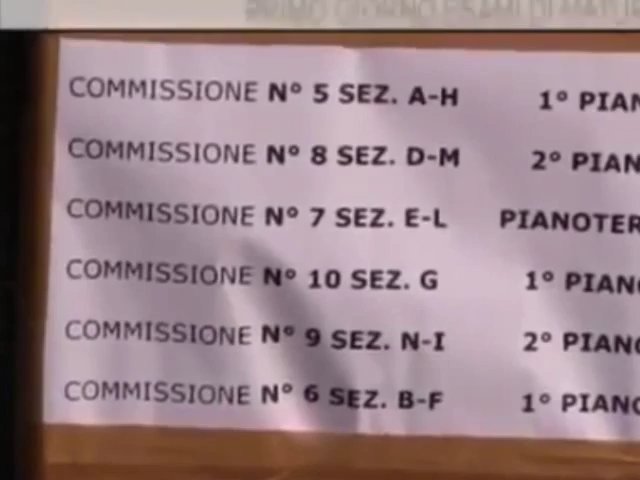 COMMISSIONE N° 5 SEZ. A-H 1° PIAN
COMMISSIONE N° 8 SEZ. D-M 2° PIAN
COMMISSIONE N° 7 SEZ. E-L PIANOTER
COMMISSIONE N° 10 SEZ. G 1° PIANO
COMMISSIONE N° 9 SEZ. N-I 2° PIANO
COMMISSIONE N° 6 SEZ. B-F 1° PIANO